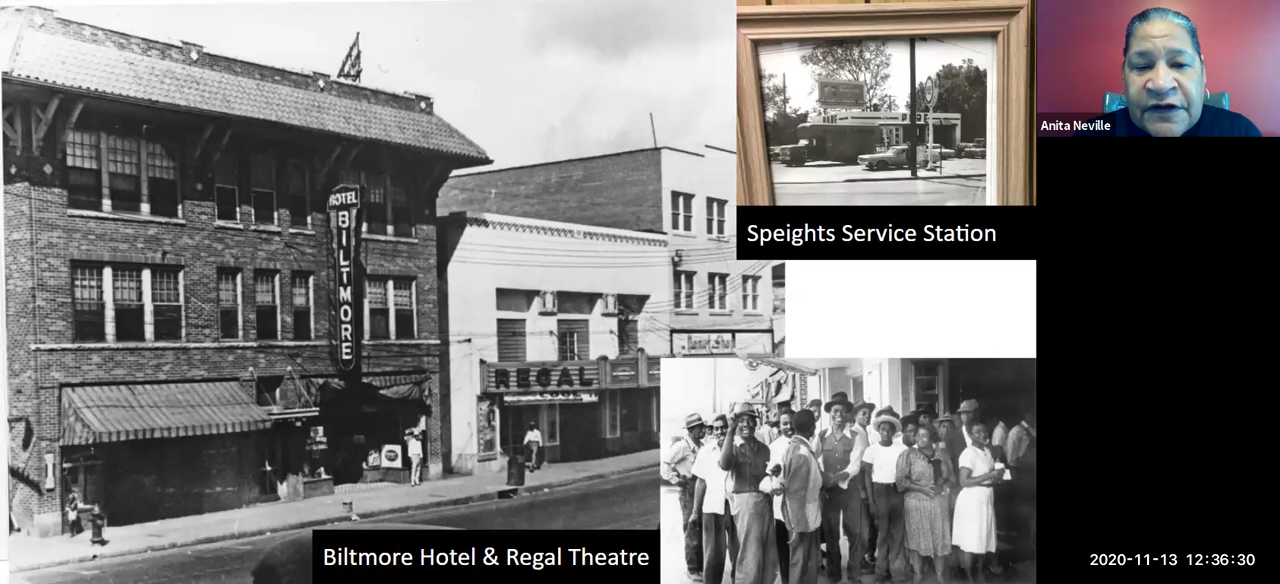 HOTEL
BILTMORE
REGAL
Biltmore Hotel & Regal Theatre
Speights Service Station
Anita Neville
2020-11-13 12:36:30